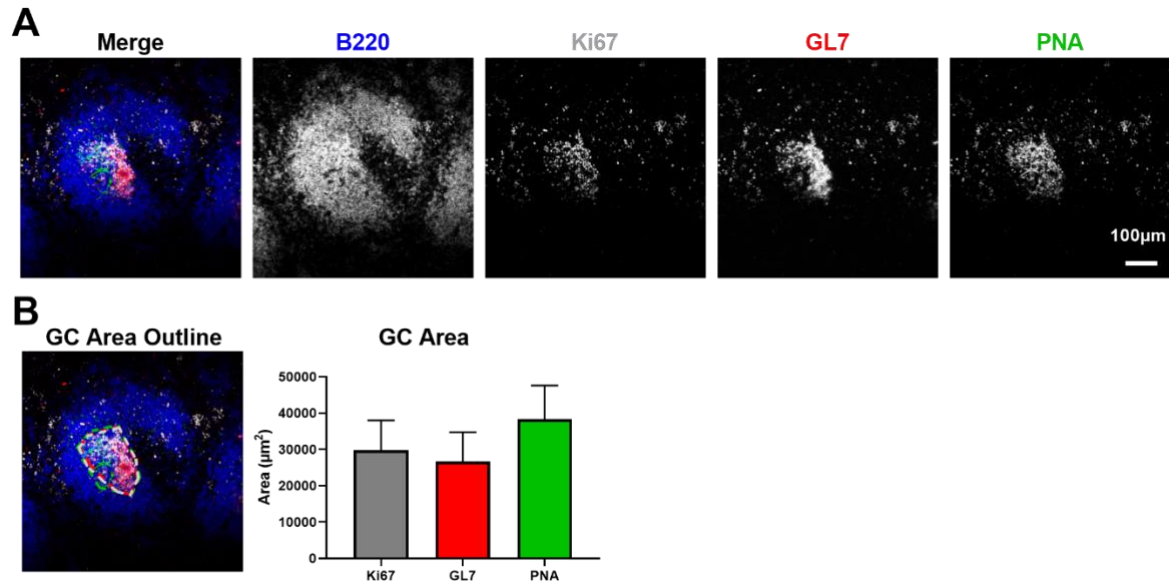 A
Merge
B220
Ki67
GL7
PNA
100µm
B
GC Area Outline
GC Area
Area (µm²)
50000
40000
30000
20000
10000
0
Ki67
GL7
PNA